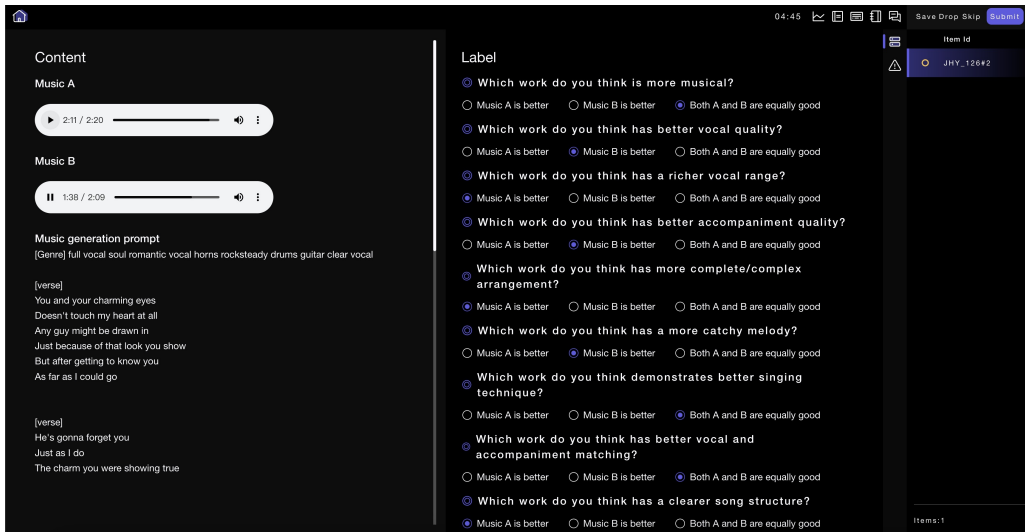 04:45
Save Drop Skip Submit
Content
Music A
2:11 / 2:20
Music B
1:38 / 2:09
Music generation prompt
[Genre] full vocal soul romantic vocal horns rocksteady drums guitar clear vocal
[verse]
You and your charming eyes
Doesn't touch my heart at all
Any guy might be drawn in
Just because of that look you show
But after getting to know you
As far as I could go
[verse]
He's gonna forget you
Just as I do
The charm you were showing true
Label
Which work do you think is more musical?
Music A is better Music B is better Both A and B are equally good
Which work do you think has better vocal quality?
Music A is better Music B is better Both A and B are equally good
Which work do you think has a richer vocal range?
Music A is better Music B is better Both A and B are equally good
Which work do you think has better accompaniment quality?
Music A is better Music B is better Both A and B are equally good
Which work do you think has more complete/complex
arrangement?
Music A is better Music B is better Both A and B are equally good
Which work do you think has a more catchy melody?
Music A is better Music B is better Both A and B are equally good
Which work do you think demonstrates better singing
technique?
Music A is better Music B is better Both A and B are equally good
Which work do you think has better vocal and
accompaniment matching?
Music A is better Music B is better Both A and B are equally good
Which work do you think has a clearer song structure?
Music A is better Music B is better Both A and B are equally good
Item Id
JHY_126#2
Items:1